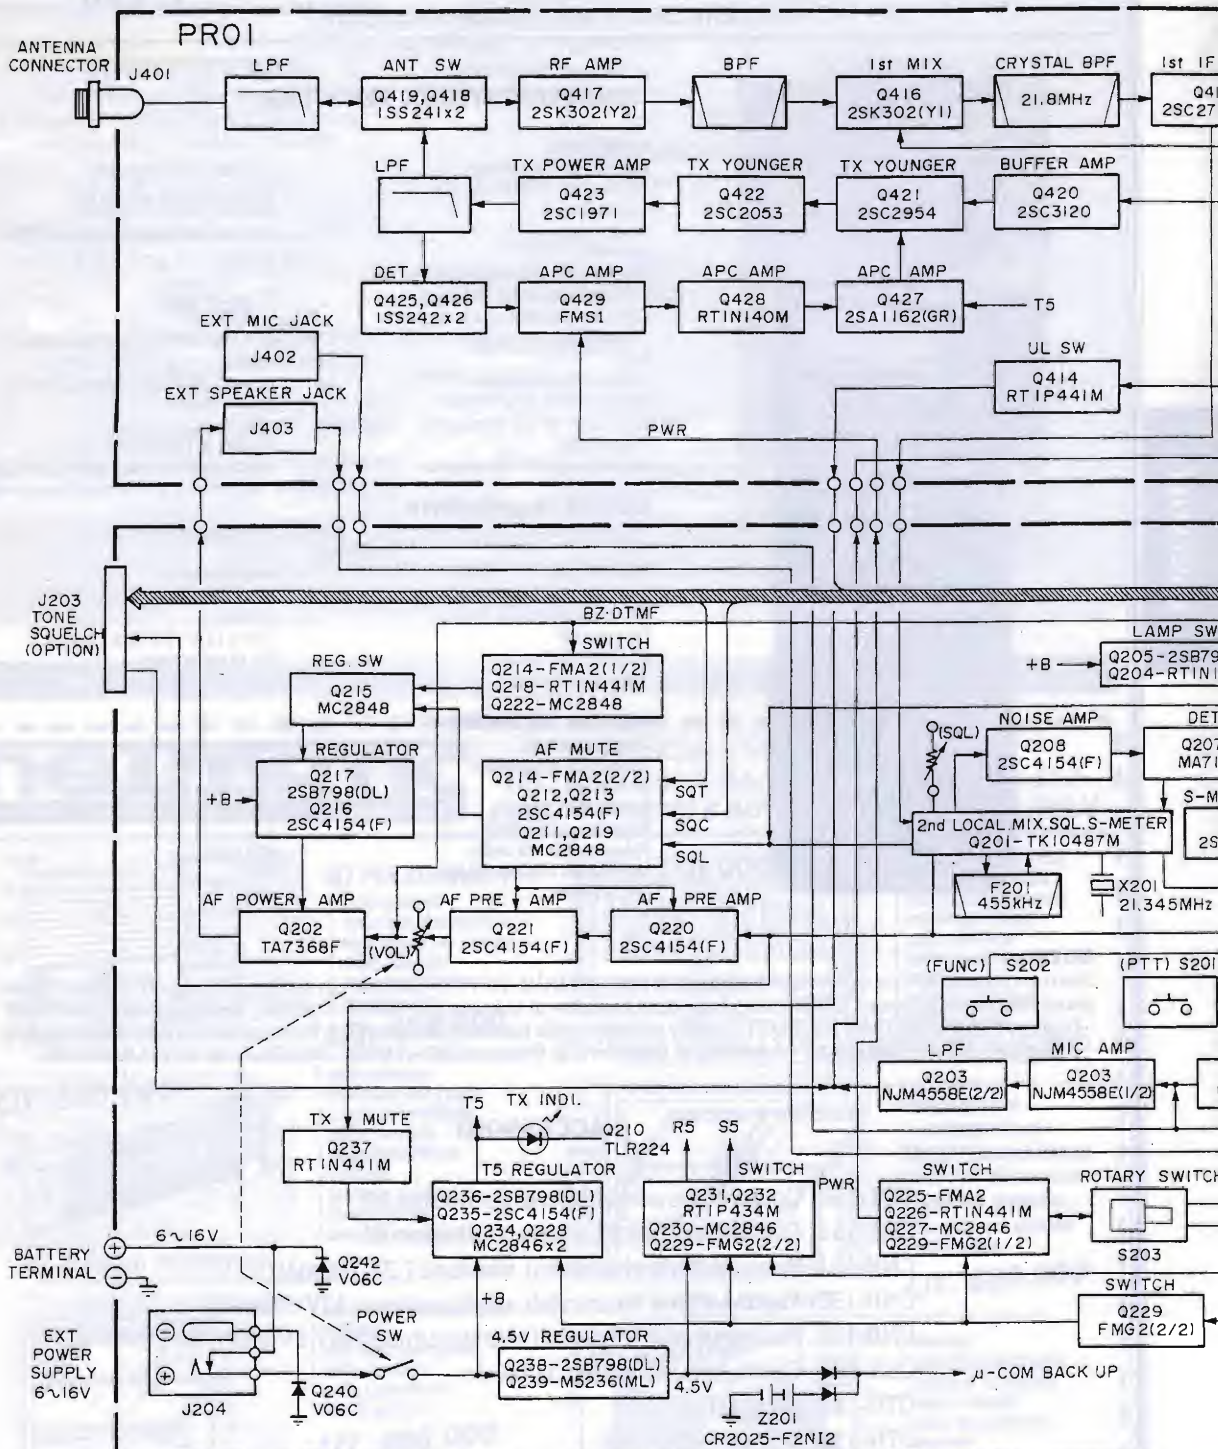 PRO1
ANTENNA
CONNECTOR
J401
LPF
ANT SW
Q419,Q418
1SS241x2
RF AMP
Q417
2SK302(Y2)
BPF
1st MIX
Q416
2SK302(Y1)
CRYSTAL BPF
21.8MHz
1st IF
2SC27
LPF
TX POWER AMP
Q423
2SC1971
TX YOUNGER
Q422
2SC2053
TX YOUNGER
Q421
2SC2954
BUFFER AMP
Q420
2SC3120
DET
Q425,Q426
1SS242x2
APC AMP
Q429
FMS1
APC AMP
Q428
RT1N140M
APC AMP
Q427
2SA1162(GR)
T5
EXT MIC JACK
J402
EXT SPEAKER JACK
J403
UL SW
Q414
RT1P441M
PWR
J203
TONE
SQUELCH
(OPTION)
BZ·DTMF
SWITCH
Q214-FMA2(1/2)
Q218-RT1N441M
Q222-MC2848
REG. SW
Q215
MC2848
LAMP SW
+B
Q205-2SB79
Q204-RT1N1
REGULATOR
+B
Q217
2SB798(DL)
Q216
2SC4154(F)
AF MUTE
Q214-FMA2(2/2)
Q212,Q213
2SC4154(F)
Q211,Q219
MC2848
SQT
SQC
SQL
(SQL)
NOISE AMP
Q208
2SC4154(F)
DET
Q207
MA71
2nd LOCAL.MIX.SQL.S-METER
Q201-TK10487M
S-M
2S
F201
455kHz
X201
21.345MHz
AF POWER AMP
Q202
TA7368F
(VOL)
AF PRE AMP
Q221
2SC4154(F)
AF PRE AMP
Q220
2SC4154(F)
(FUNC) S202
(PTT) S201
LPF
Q203
NJM4558E(2/2)
MIC AMP
Q203
NJM4558E(1/2)
TX MUTE
Q237
RT1N441M
T5
TX INDI.
Q210
TLR224
T5 REGULATOR
Q236-2SB798(DL)
Q235-2SC4154(F)
Q234,Q228
MC2846x2
R5
S5
SWITCH
Q231,Q232
RT1P434M
Q230-MC2846
Q229-FMG2(2/2)
PWR
SWITCH
Q225-FMA2
Q226-RT1N441M
Q227-MC2846
Q229-FMG2(1/2)
ROTARY SWITCH
S203
BATTERY
TERMINAL
6~16V
Q242
V06C
+B
SWITCH
Q229
FMG2(2/2)
EXT
POWER
SUPPLY
6~16V
J204
Q240
V06C
POWER
SW
4.5V REGULATOR
Q238-2SB798(DL)
Q239-M5236(ML)
4.5V
Z201
CR2025-F2N12
μ-COM BACK UP